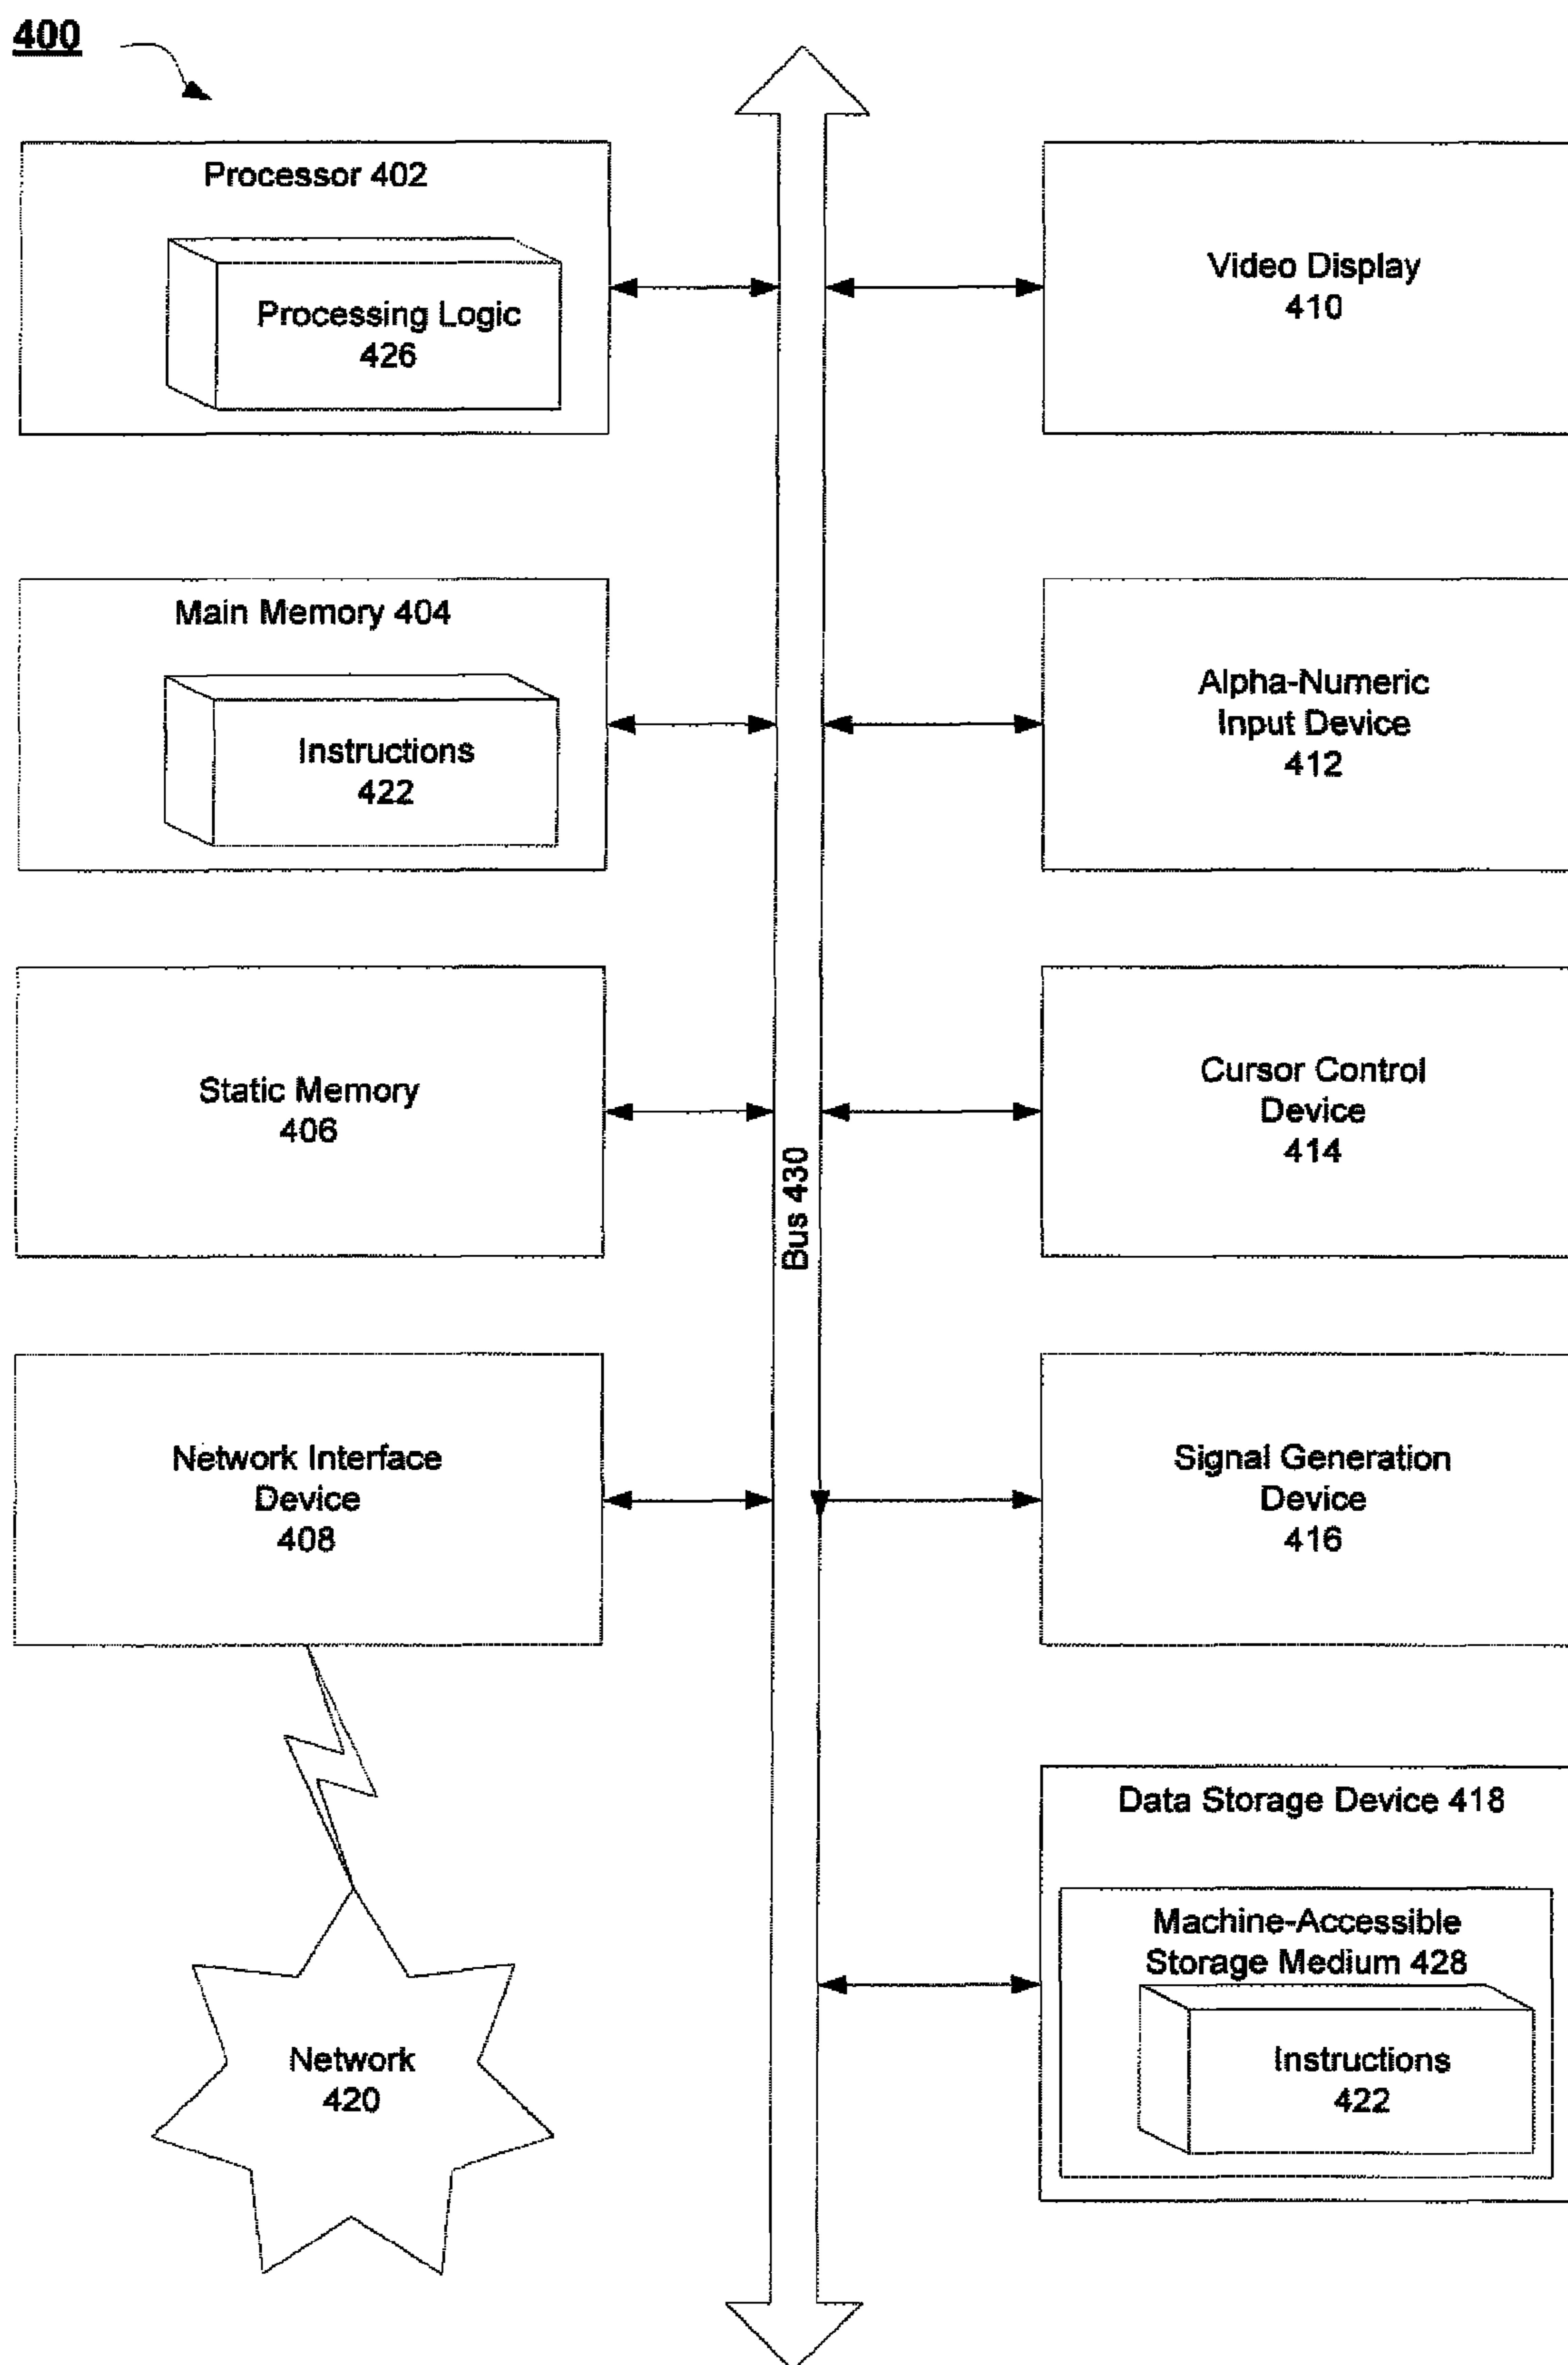 400
Processor 402
Processing Logic
426
Video Display
410
Main Memory 404
Instructions
422
Alpha-Numeric
Input Device
412
Static Memory
406
Cursor Control
Device
414
Bus 430
Network Interface
Device
408
Signal Generation
Device
416
Data Storage Device 418
Machine-Accessible
Storage Medium 428
Instructions
422
Network
420